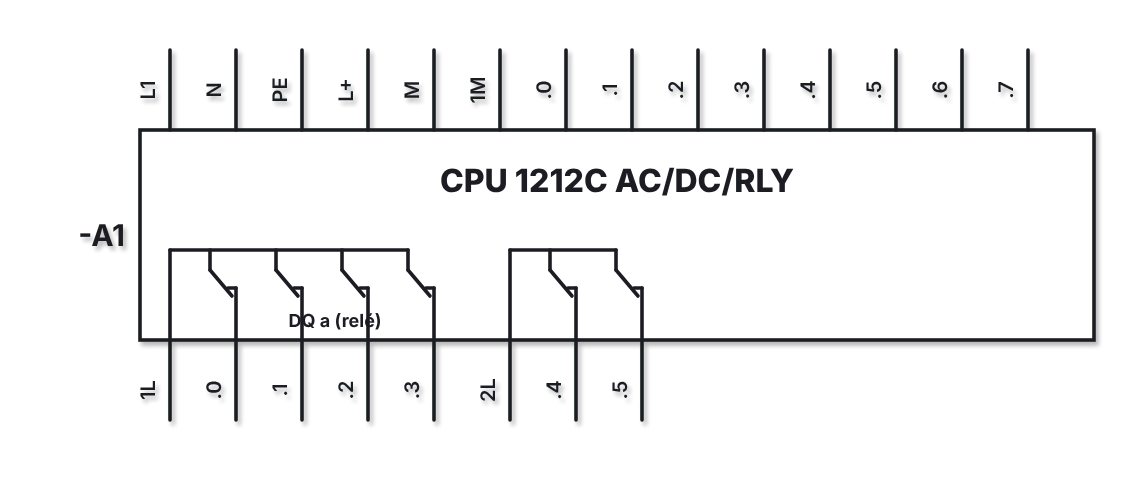 L1
N
PE
L+
M
1M
.0
.1
.2
.3
.4
.5
.6
.7
CPU 1212C AC/DC/RLY
-A1
DQ a (relé)
1L
.0
.1
.2
.3
2L
.4
.5